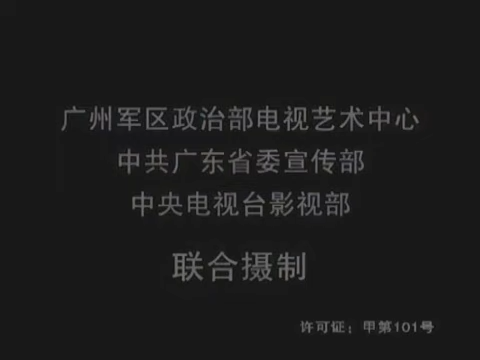 广州军区政治部电视艺术中心
中共广东省委宣传部
中央电视台影视部
联合摄制
许可证：甲第101号